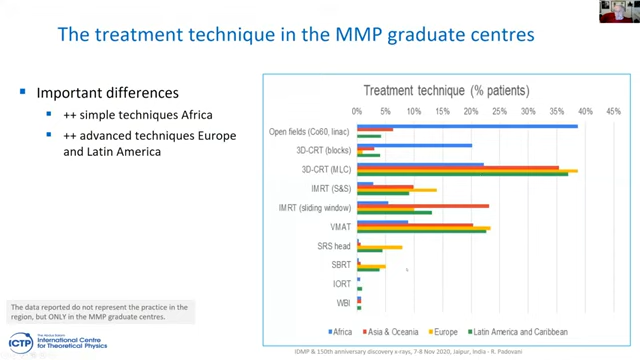 The treatment technique in the MMP graduate centres
Important differences
++ simple techniques Africa
++ advanced techniques Europe
and Latin America
Treatment technique (% patients)
0% 5% 10% 15% 20% 25% 30% 35% 40% 45%
Open fields (Co60, linac)
3D-CRT (blocks)
3D-CRT (MLC)
IMRT (S&S)
IMRT (sliding window)
VMAT
SRS head
SBRT
IORT
WBI
Africa Asia & Oceania Europe Latin America and Caribbean
The data reported do not represent the practice in the
region, but ONLY in the MMP graduate centres.
ICTP
International Centre
for Theoretical Physics
IDMP & 150th anniversary discovery x-rays, 7-8 Nov 2020, Jaipur, India - R. Padovani